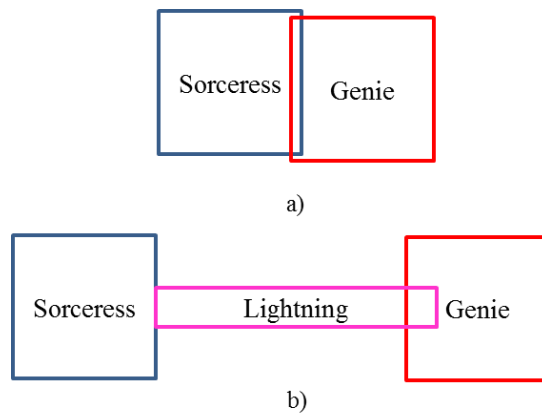 Sorceress
Genie
a)
Sorceress
Lightning
Genie
b)